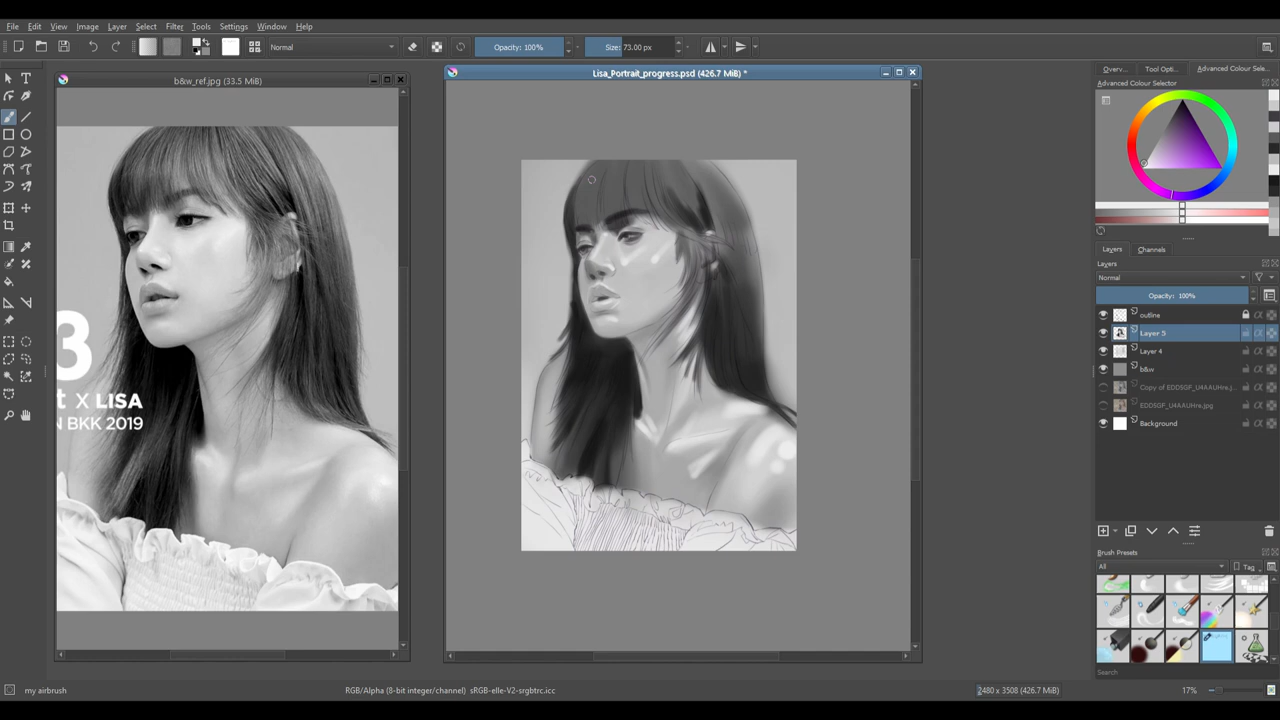 File Edit View Image Layer Select Filter Tools Settings Window Help
Normal Opacity: 100% Size: 73.00 px
b&w_ref.jpg (33.5 MiB)
Lisa_Portrait_progress.psd (426.7 MiB) *
Overv... Tool Opti... Advanced Colour Sele...
Advanced Colour Selector
3
t x LISA
N BKK 2019
Layers Channels
Layers
Normal
Opacity: 100%
outline
Layer 5
Layer 4
b&w
Copy of EDDSGF_U4AAUHre.j...
EDDSGF_U4AAUHre.jpg
Background
Brush Presets
All Tag
Search
my airbrush RGB/Alpha (8-bit integer/channel) sRGB-elle-V2-srgbtrc.icc 2480 x 3508 (426.7 MiB) 17%